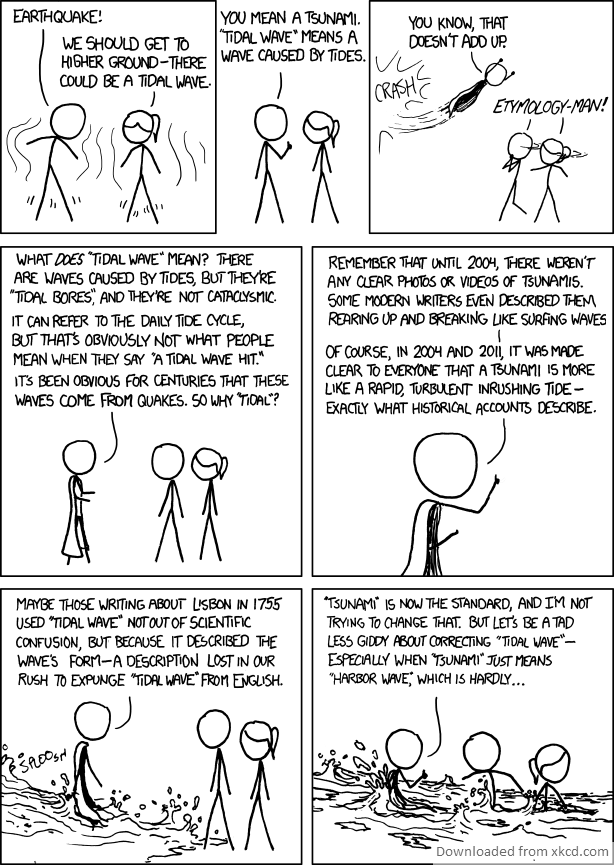 EARTHQUAKE!
WE SHOULD GET TO
HIGHER GROUND—THERE
COULD BE A TIDAL WAVE.
YOU MEAN A TSUNAMI.
"TIDAL WAVE" MEANS A
WAVE CAUSED BY TIDES.
YOU KNOW, THAT
DOESN'T ADD UP.
CRASH
ETYMOLOGY-MAN!
WHAT DOES "TIDAL WAVE" MEAN? THERE
ARE WAVES CAUSED BY TIDES, BUT THEY'RE
"TIDAL BORES", AND THEY'RE NOT CATACLYSMIC.
IT CAN REFER TO THE DAILY TIDE CYCLE,
BUT THAT'S OBVIOUSLY NOT WHAT PEOPLE
MEAN WHEN THEY SAY "A TIDAL WAVE HIT."
IT'S BEEN OBVIOUS FOR CENTURIES THAT THESE
WAVES COME FROM QUAKES. SO WHY "TIDAL"?
REMEMBER THAT UNTIL 2004, THERE WEREN'T
ANY CLEAR PHOTOS OR VIDEOS OF TSUNAMIS.
SOME MODERN WRITERS EVEN DESCRIBED THEM
REARING UP AND BREAKING LIKE SURFING WAVES
OF COURSE, IN 2004 AND 2011, IT WAS MADE
CLEAR TO EVERYONE THAT A TSUNAMI IS MORE
LIKE A RAPID, TURBULENT INRUSHING TIDE—
EXACTLY WHAT HISTORICAL ACCOUNTS DESCRIBE.
MAYBE THOSE WRITING ABOUT LISBON IN 1755
USED "TIDAL WAVE" NOT OUT OF SCIENTIFIC
CONFUSION, BUT BECAUSE IT DESCRIBED THE
WAVE'S FORM—A DESCRIPTION LOST IN OUR
RUSH TO EXPUNGE "TIDAL WAVE" FROM ENGLISH.
SPLOOSH
"TSUNAMI" IS NOW THE STANDARD, AND I'M NOT
TRYING TO CHANGE THAT. BUT LET'S BE A TAD
LESS GIDDY ABOUT CORRECTING "TIDAL WAVE"—
ESPECIALLY WHEN "TSUNAMI" JUST MEANS
"HARBOR WAVE," WHICH IS HARDLY...
Downloaded from xkcd.com